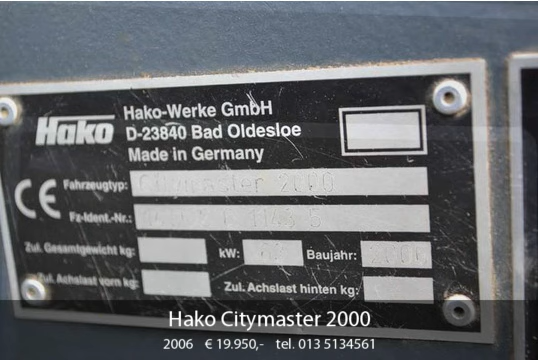 Hako
Hako-Werke GmbH
D-23840 Bad Oldesloe
Made in Germany
CE
Fahrzeugtyp: Citymaster 2000
Fz-Ident.-Nr.:
Zul. Gesamtgewicht kg:
kW:
Baujahr: 2006
Zul. Achslast vorn kg:
Zul. Achslast hinten kg:
Hako Citymaster 2000
2006 € 19.950,- tel. 013 5134561